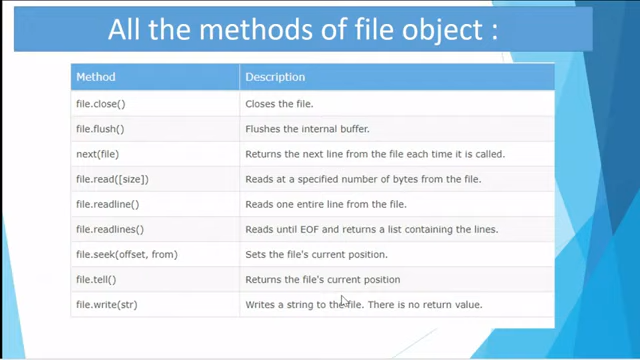 All the methods of file object :
Method Description
file.close() Closes the file.
file.flush() Flushes the internal buffer.
next(file) Returns the next line from the file each time it is called.
file.read([size]) Reads at a specified number of bytes from the file.
file.readline() Reads one entire line from the file.
file.readlines() Reads until EOF and returns a list containing the lines.
file.seek(offset, from) Sets the file's current position.
file.tell() Returns the file's current position
file.write(str) Writes a string to the file. There is no return value.